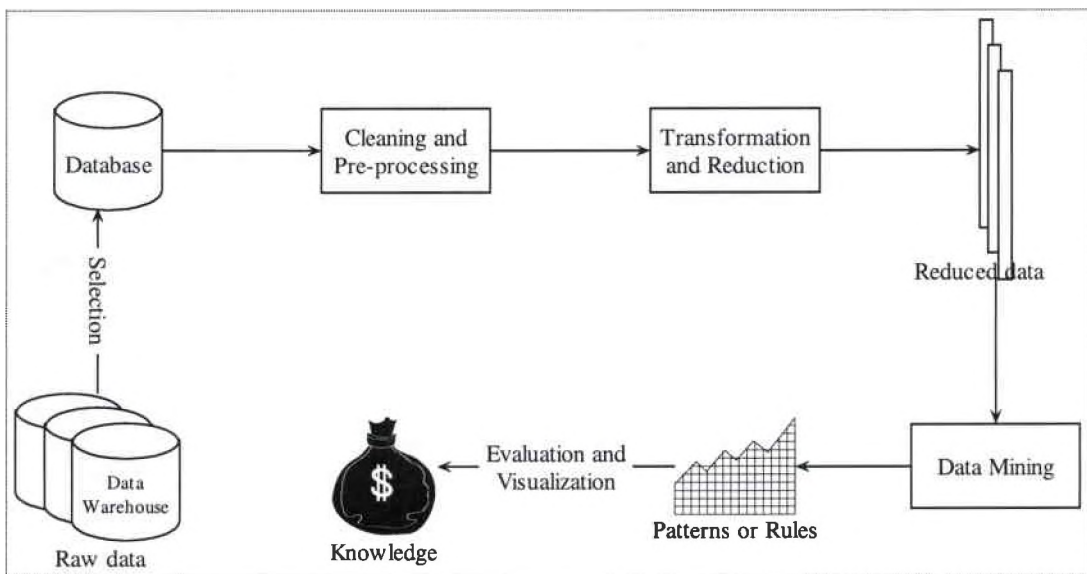 Database
Cleaning and
Pre-processing
Transformation
and Reduction
Reduced data
Selection
Data
Warehouse
Raw data
$
Knowledge
Evaluation and
Visualization
Patterns or Rules
Data Mining